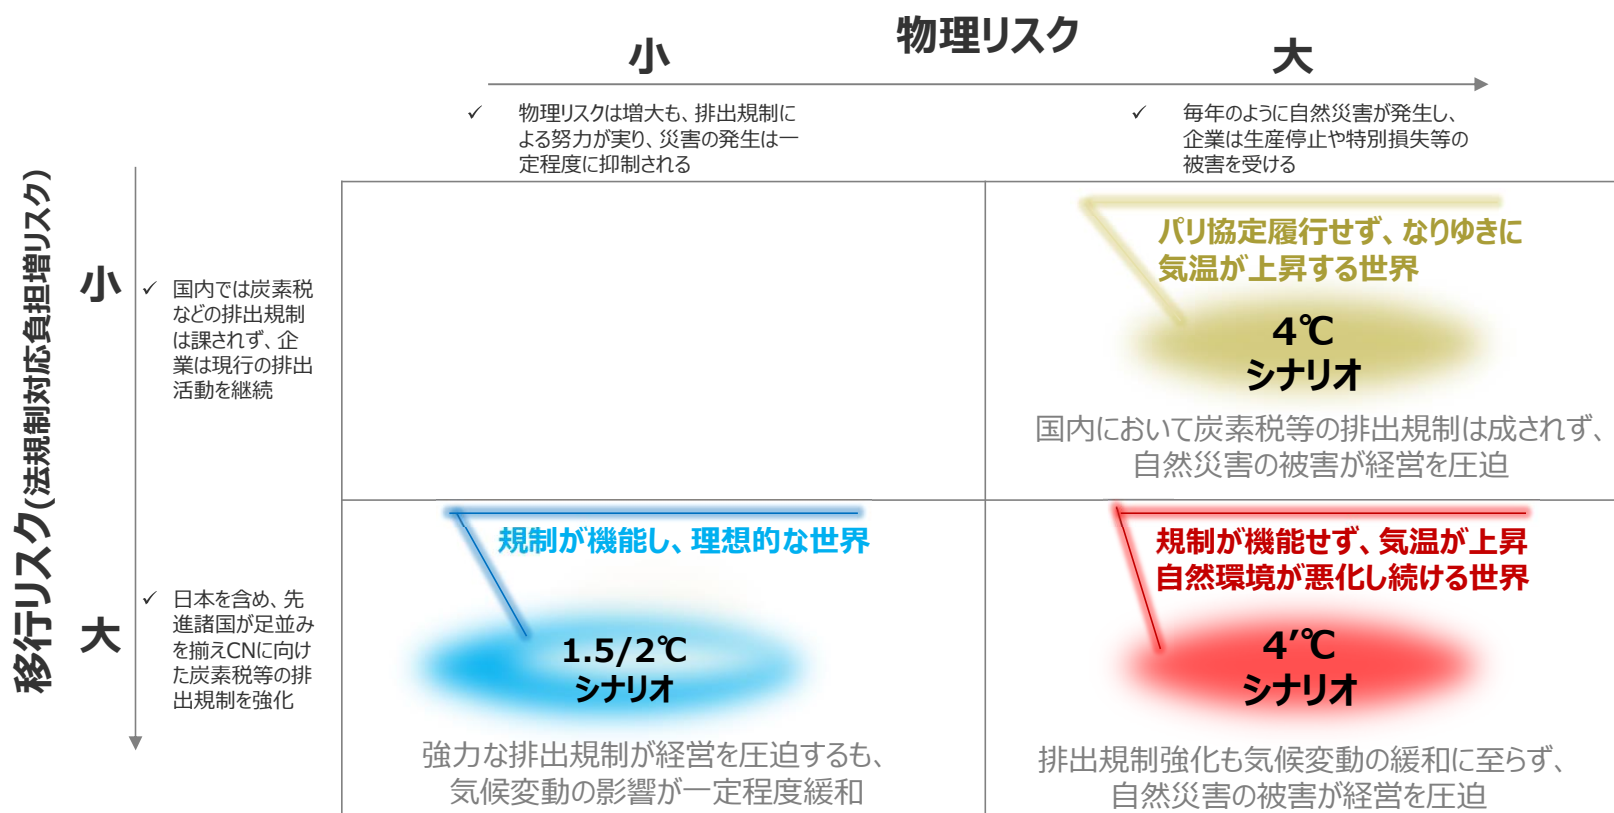 物理リスク
小
大
✓ 物理リスクは増大も、排出規制に
よる努力が実り、災害の発生は一
定程度に抑制される
✓ 毎年のように自然災害が発生し、
企業は生産停止や特別損失等の
被害を受ける
移行リスク(法規制対応負担増リスク)
小
✓ 国内では炭素税
などの排出規制
は課されず、企
業は現行の排出
活動を継続
パリ協定履行せず、なりゆきに
気温が上昇する世界
4℃
シナリオ
国内において炭素税等の排出規制は成されず、
自然災害の被害が経営を圧迫
大
✓ 日本を含め、先
進諸国が足並み
を揃えCNに向け
た炭素税等の排
出規制を強化
規制が機能し、理想的な世界
1.5/2℃
シナリオ
強力な排出規制が経営を圧迫するも、
気候変動の影響が一定程度緩和
規制が機能せず、気温が上昇
自然環境が悪化し続ける世界
4′℃
シナリオ
排出規制強化も気候変動の緩和に至らず、
自然災害の被害が経営を圧迫